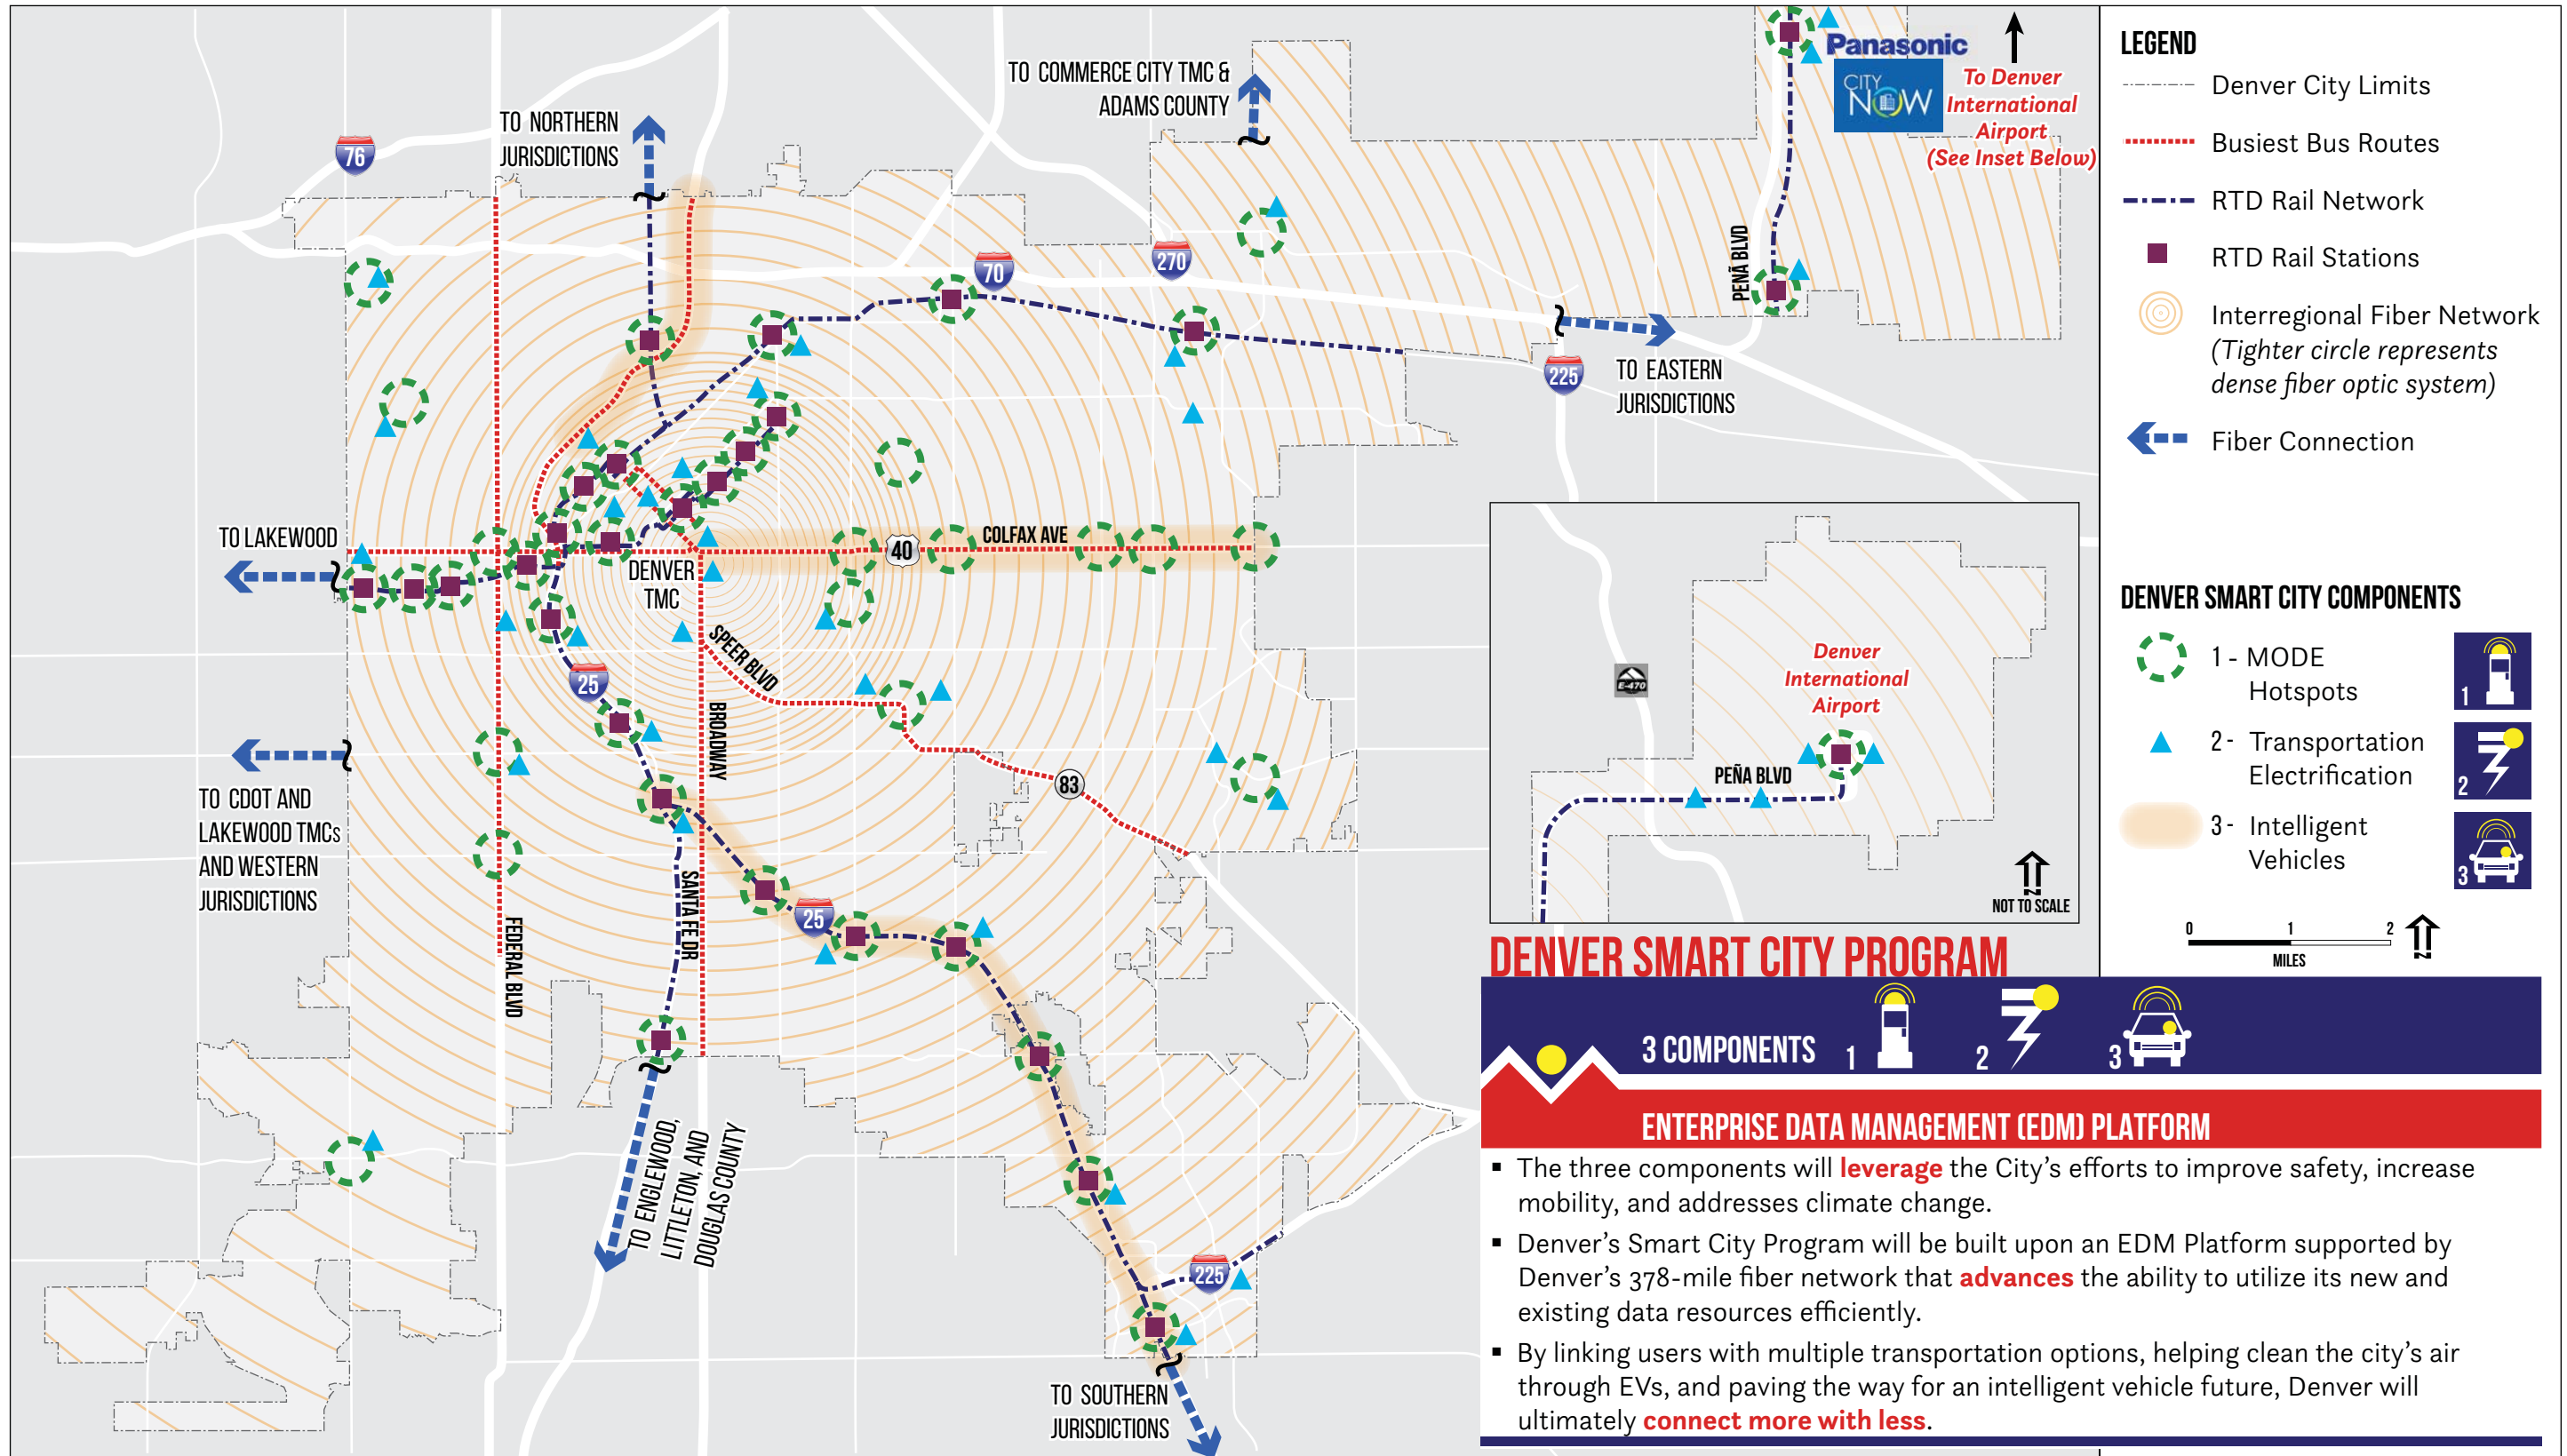 TO COMMERCE CITY TMC &
ADAMS COUNTY
Panasonic
CITY
NOW
To Denver
International
Airport
(See Inset Below)
TO NORTHERN
JURISDICTIONS
76
70
270
PEÑÃ BLVD
225
TO EASTERN
JURISDICTIONS
TO LAKEWOOD
40
COLFAX AVE
DENVER
TMC
SPEER BLVD
25
BROADWAY
83
TO CDOT AND
LAKEWOOD TMCs
AND WESTERN
JURISDICTIONS
25
SANTA FE DR
FEDERAL BLVD
TO ENGLEWOOD,
LITTLETON, AND
DOUGLAS COUNTY
225
TO SOUTHERN
JURISDICTIONS
E-470
Denver
International
Airport
PEÑA BLVD
N
NOT TO SCALE
LEGEND
Denver City Limits
Busiest Bus Routes
RTD Rail Network
RTD Rail Stations
Interregional Fiber Network
(Tighter circle represents
dense fiber optic system)
Fiber Connection
DENVER SMART CITY COMPONENTS
1 - MODE
Hotspots
1
2 - Transportation
Electrification
2
3 - Intelligent
Vehicles
3
0 1 2
MILES
N
DENVER SMART CITY PROGRAM
3 COMPONENTS 1 2 3
ENTERPRISE DATA MANAGEMENT (EDM) PLATFORM
▪ The three components will leverage the City's efforts to improve safety, increase
mobility, and addresses climate change.
▪ Denver's Smart City Program will be built upon an EDM Platform supported by
Denver's 378-mile fiber network that advances the ability to utilize its new and
existing data resources efficiently.
▪ By linking users with multiple transportation options, helping clean the city's air
through EVs, and paving the way for an intelligent vehicle future, Denver will
ultimately connect more with less.